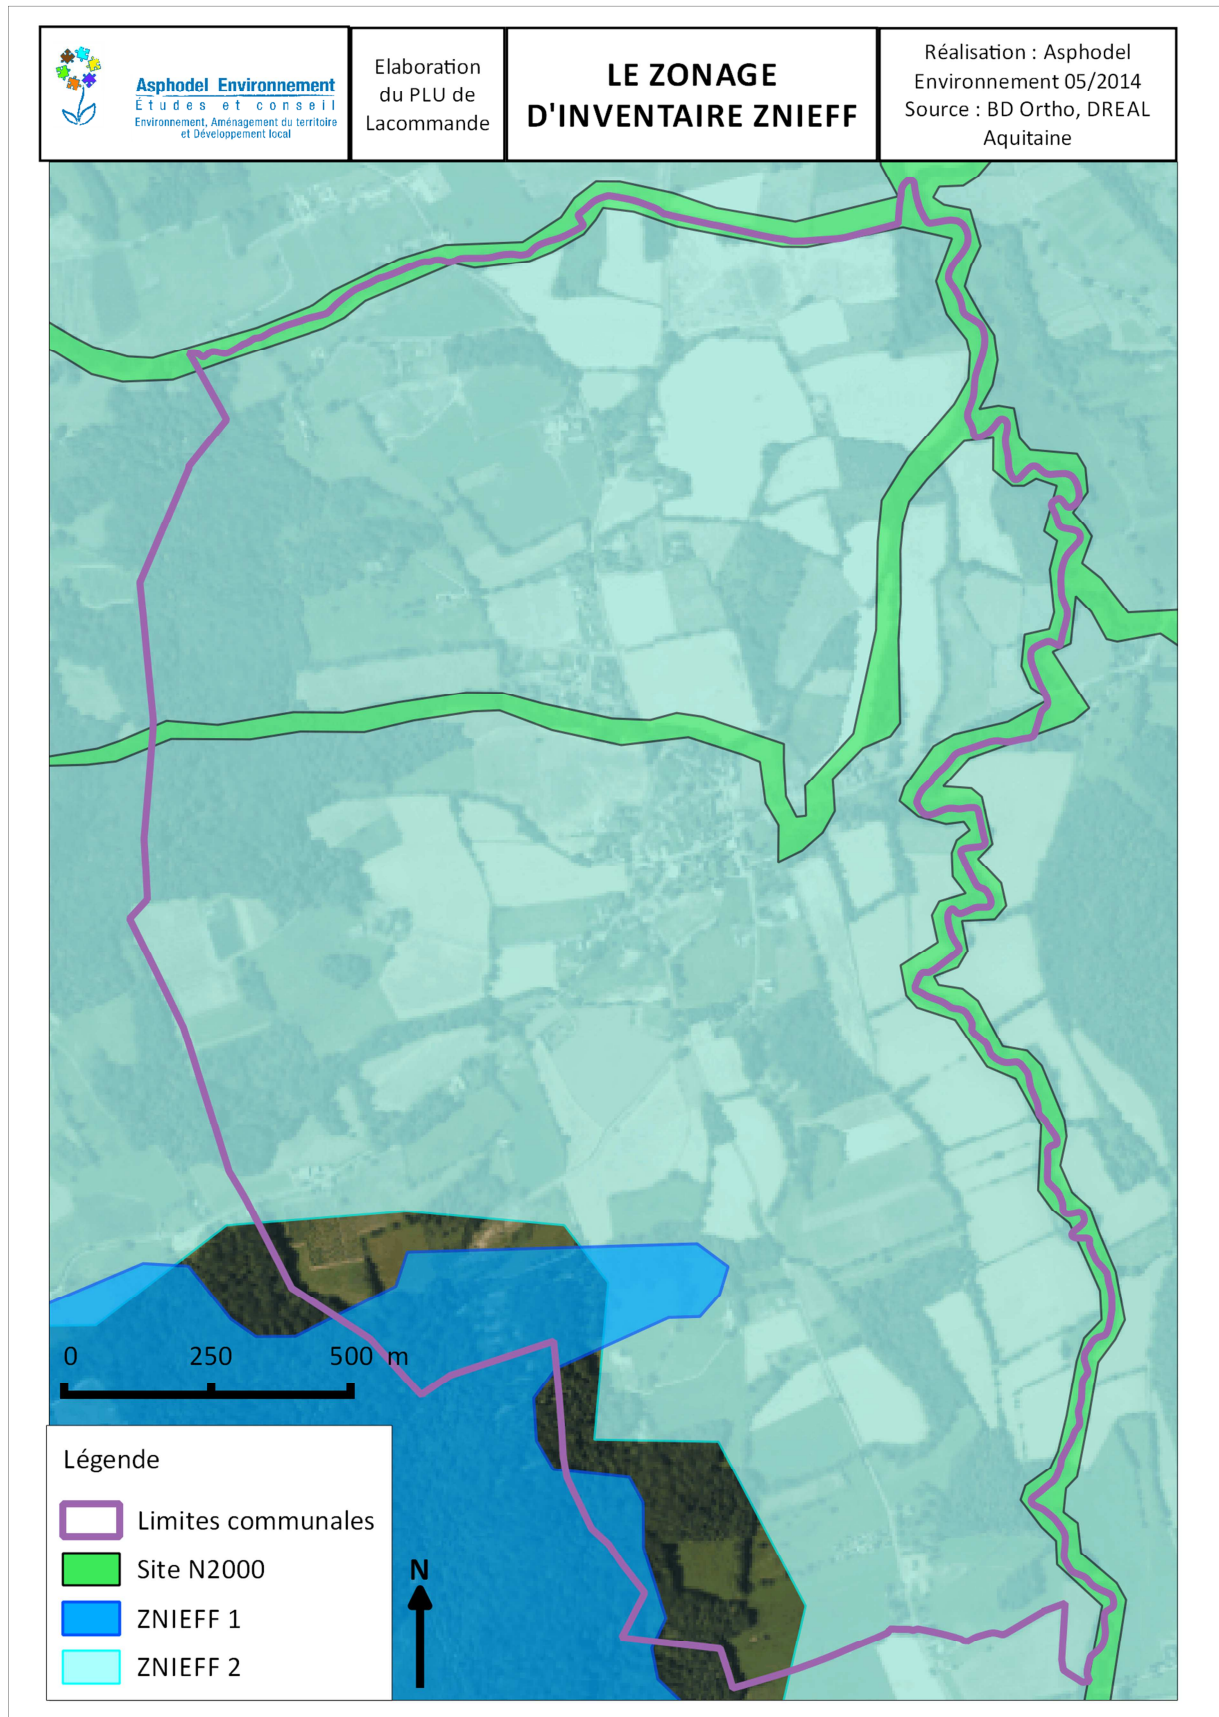 Asphodel Environnement
Études et conseil
Environnement, Aménagement du territoire
et Développement local
Elaboration
du PLU de
Lacommande
LE ZONAGE
D'INVENTAIRE ZNIEFF
Réalisation : Asphodel
Environnement 05/2014
Source : BD Ortho, DREAL
Aquitaine
0 250 500 m
Légende
Limites communales
Site N2000
ZNIEFF 1
ZNIEFF 2
N